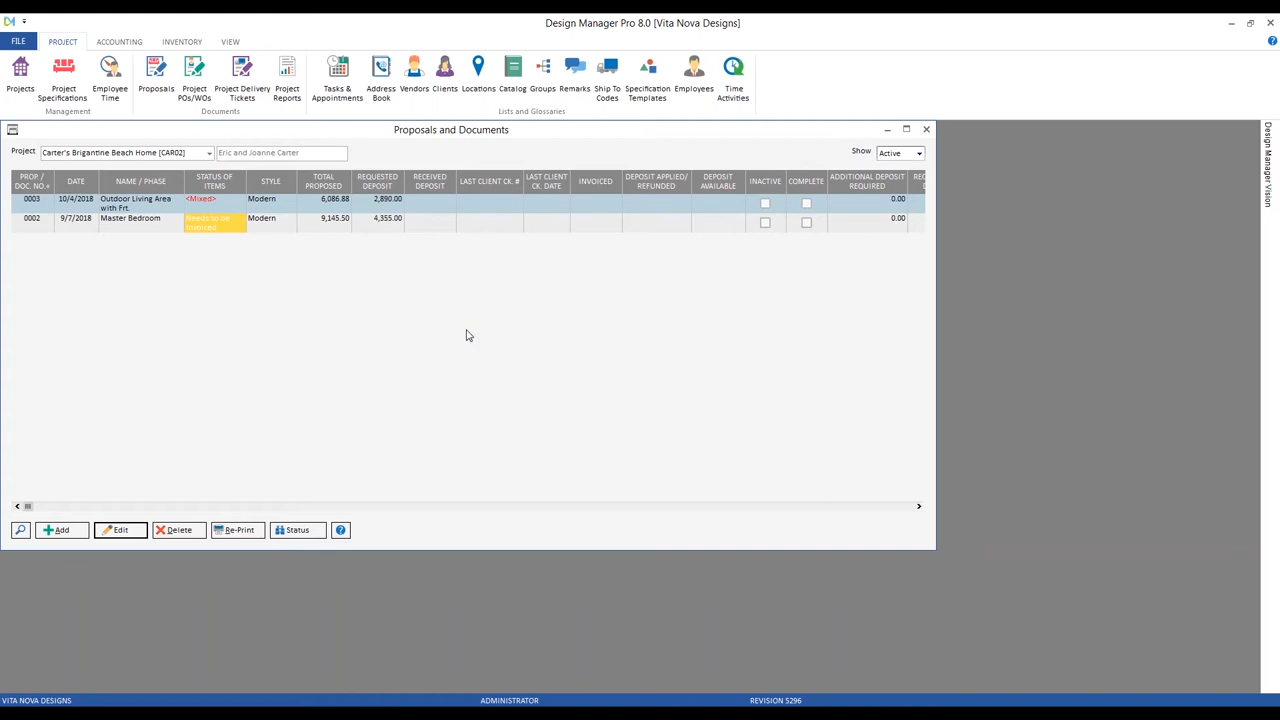 Design Manager Pro 8.0 [Vita Nova Designs]
FILE PROJECT ACCOUNTING INVENTORY VIEW
Projects
Project Specifications
Employee Time
Proposals
Project POs/WOs
Project Delivery Tickets
Project Reports
Tasks & Appointments
Address Book
Vendors
Clients
Locations
Catalog
Groups
Remarks
Ship To Codes
Specification Templates
Employees
Time Activities
Management Documents Lists and Glossaries
Design Manager Vision
Proposals and Documents
Project Carter's Brigantine Beach Home [CAR02] Eric and Joanne Carter Show Active
PROP. / DOC. NO. DATE NAME / PHASE STATUS OF ITEMS STYLE TOTAL PROPOSED REQUESTED DEPOSIT RECEIVED DEPOSIT LAST CLIENT CK. # LAST CLIENT CK. DATE INVOICED DEPOSIT APPLIED/ REFUNDED DEPOSIT AVAILABLE INACTIVE COMPLETE ADDITIONAL DEPOSIT REQUIRED
0003 10/4/2018 Outdoor Living Area with Frt. <Mixed> Modern 6,086.88 2,890.00 0.00
0002 9/7/2018 Master Bedroom Needs to be Invoiced Modern 9,145.50 4,355.00 0.00
Add Edit Delete Re-Print Status
VITA NOVA DESIGNS ADMINISTRATOR REVISION 5296